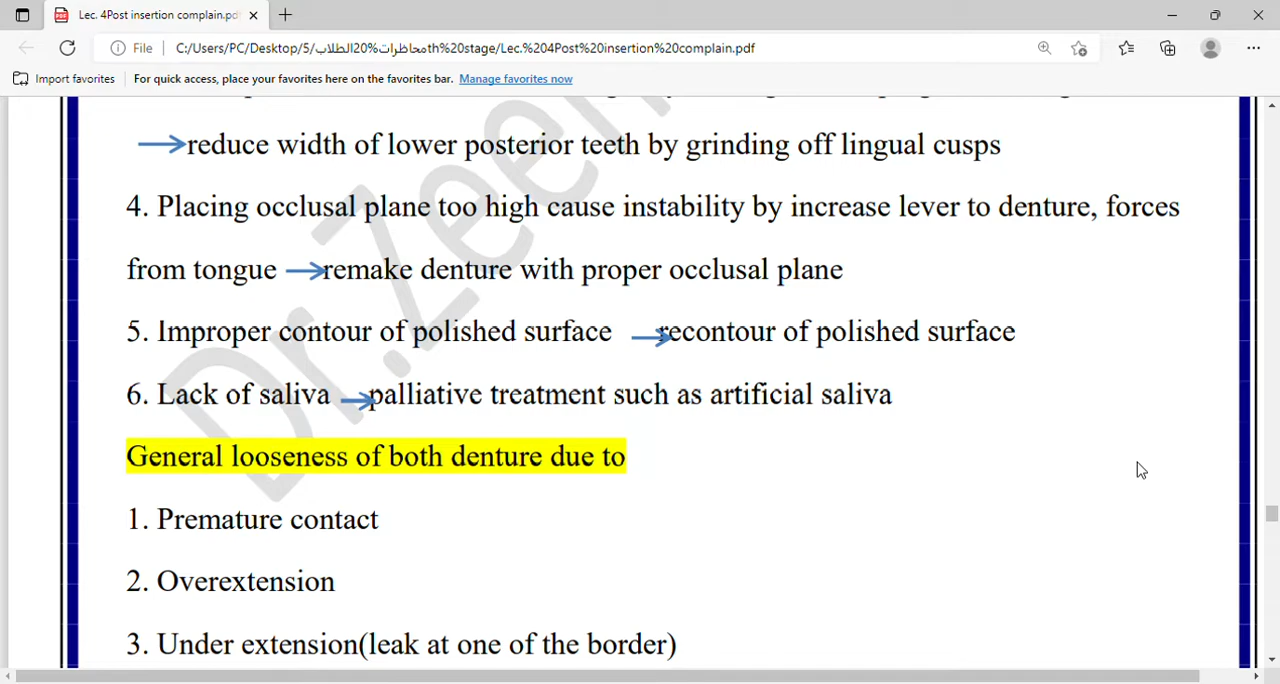 Lec. 4Post insertion complain.pdf
File C:/Users/PC/Desktop/5/محاظرات%20الطلابth%20stage/Lec.%204Post%20insertion%20complain.pdf
Import favorites For quick access, place your favorites here on the favorites bar. Manage favorites now
reduce width of lower posterior teeth by grinding off lingual cusps
4. Placing occlusal plane too high cause instability by increase lever to denture, forces
from tongue remake denture with proper occlusal plane
5. Improper contour of polished surface recontour of polished surface
6. Lack of saliva palliative treatment such as artificial saliva
General looseness of both denture due to
1. Premature contact
2. Overextension
3. Under extension(leak at one of the border)
Dr.Zeen